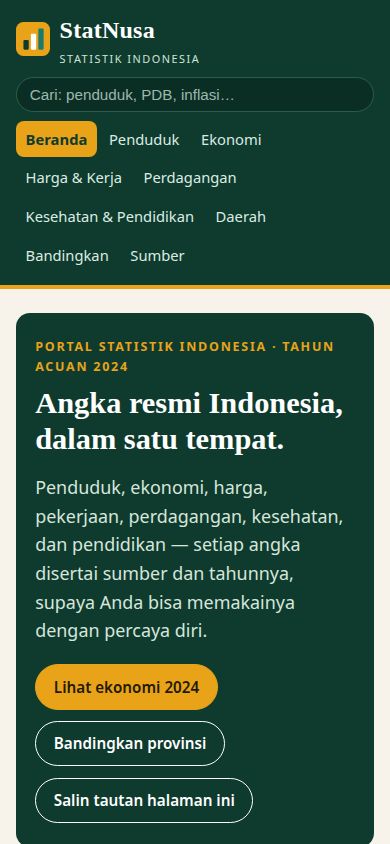 StatNusa
STATISTIK INDONESIA
Cari: penduduk, PDB, inflasi…
Beranda Penduduk Ekonomi
Harga & Kerja Perdagangan
Kesehatan & Pendidikan Daerah
Bandingkan Sumber
PORTAL STATISTIK INDONESIA · TAHUN
ACUAN 2024
Angka resmi Indonesia,
dalam satu tempat.
Penduduk, ekonomi, harga,
pekerjaan, perdagangan, kesehatan,
dan pendidikan — setiap angka
disertai sumber dan tahunnya,
supaya Anda bisa memakainya
dengan percaya diri.
Lihat ekonomi 2024
Bandingkan provinsi
Salin tautan halaman ini